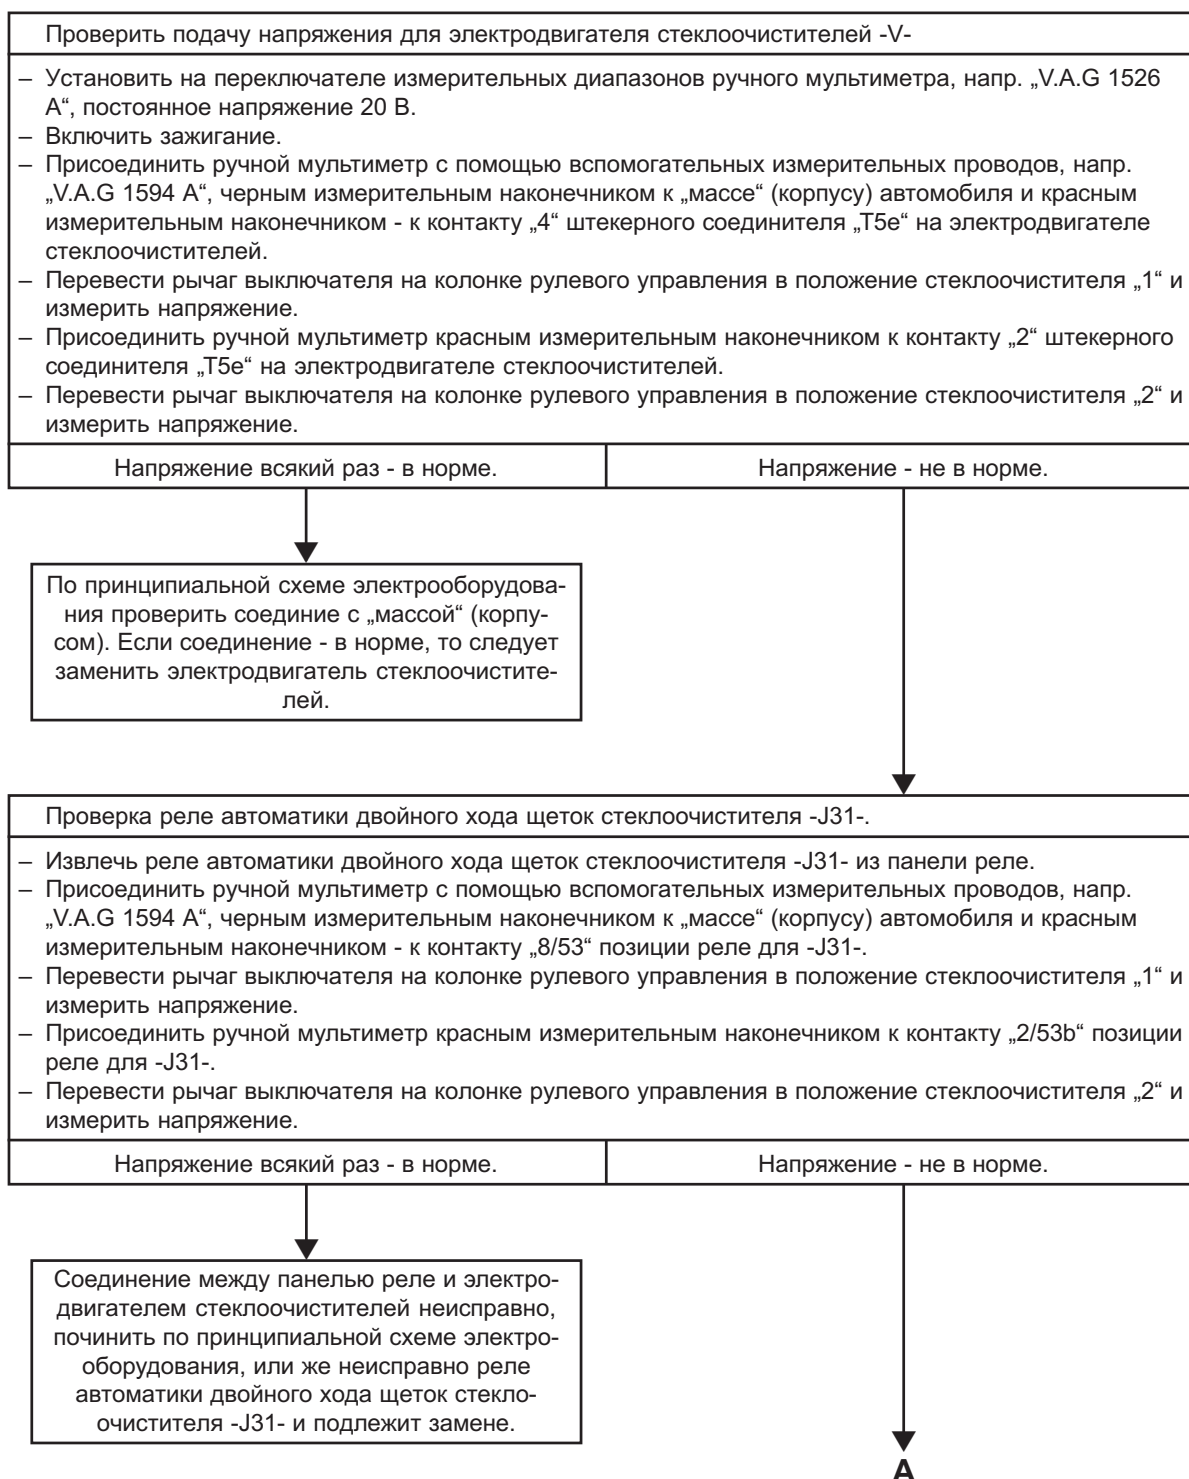 Проверить подачу напряжения для электродвигателя стеклоочистителей -V-
– Установить на переключателе измерительных диапазонов ручного мультиметра, напр. „V.A.G 1526
A“, постоянное напряжение 20 В.
– Включить зажигание.
– Присоединить ручной мультиметр с помощью вспомогательных измерительных проводов, напр.
„V.A.G 1594 A“, черным измерительным наконечником к „массе“ (корпусу) автомобиля и красным
измерительным наконечником - к контакту „4“ штекерного соединителя „T5e“ на электродвигателе
стеклоочистителей.
– Перевести рычаг выключателя на колонке рулевого управления в положение стеклоочистителя „1“ и
измерить напряжение.
– Присоединить ручной мультиметр красным измерительным наконечником к контакту „2“ штекерного
соединителя „T5e“ на электродвигателе стеклоочистителей.
– Перевести рычаг выключателя на колонке рулевого управления в положение стеклоочистителя „2“ и
измерить напряжение.
Напряжение всякий раз - в норме.
Напряжение - не в норме.
По принципиальной схеме электрооборудова-
ния проверить соединие с „массой“ (корпу-
сом). Если соединение - в норме, то следует
заменить электродвигатель стеклоочистите-
лей.
Проверка реле автоматики двойного хода щеток стеклоочистителя -J31-.
– Извлечь реле автоматики двойного хода щеток стеклоочистителя -J31- из панели реле.
– Присоединить ручной мультиметр с помощью вспомогательных измерительных проводов, напр.
„V.A.G 1594 A“, черным измерительным наконечником к „массе“ (корпусу) автомобиля и красным
измерительным наконечником - к контакту „8/53“ позиции реле для -J31-.
– Перевести рычаг выключателя на колонке рулевого управления в положение стеклоочистителя „1“ и
измерить напряжение.
– Присоединить ручной мультиметр красным измерительным наконечником к контакту „2/53b“ позиции
реле для -J31-.
– Перевести рычаг выключателя на колонке рулевого управления в положение стеклоочистителя „2“ и
измерить напряжение.
Напряжение всякий раз - в норме.
Напряжение - не в норме.
Соединение между панелью реле и электро-
двигателем стеклоочистителей неисправно,
починить по принципиальной схеме электро-
оборудования, или же неисправно реле
автоматики двойного хода щеток стекло-
очистителя -J31- и подлежит замене.
A